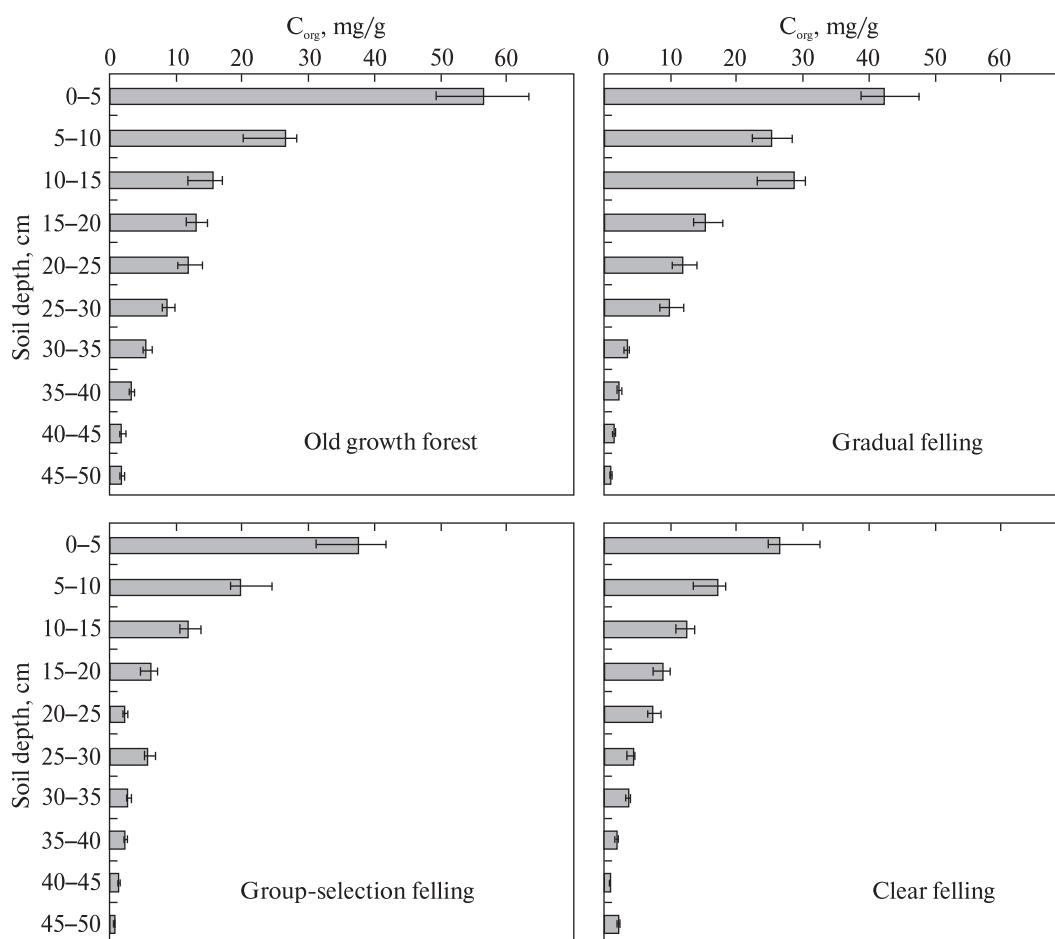 C_org, mg/g
0 10 20 30 40 50 60
C_org, mg/g
0 10 20 30 40 50 60
Soil depth, cm
0–5
5–10
10–15
15–20
20–25
25–30
30–35
35–40
40–45
45–50
Old growth forest
Gradual felling
Soil depth, cm
0–5
5–10
10–15
15–20
20–25
25–30
30–35
35–40
40–45
45–50
Group-selection felling
Clear felling